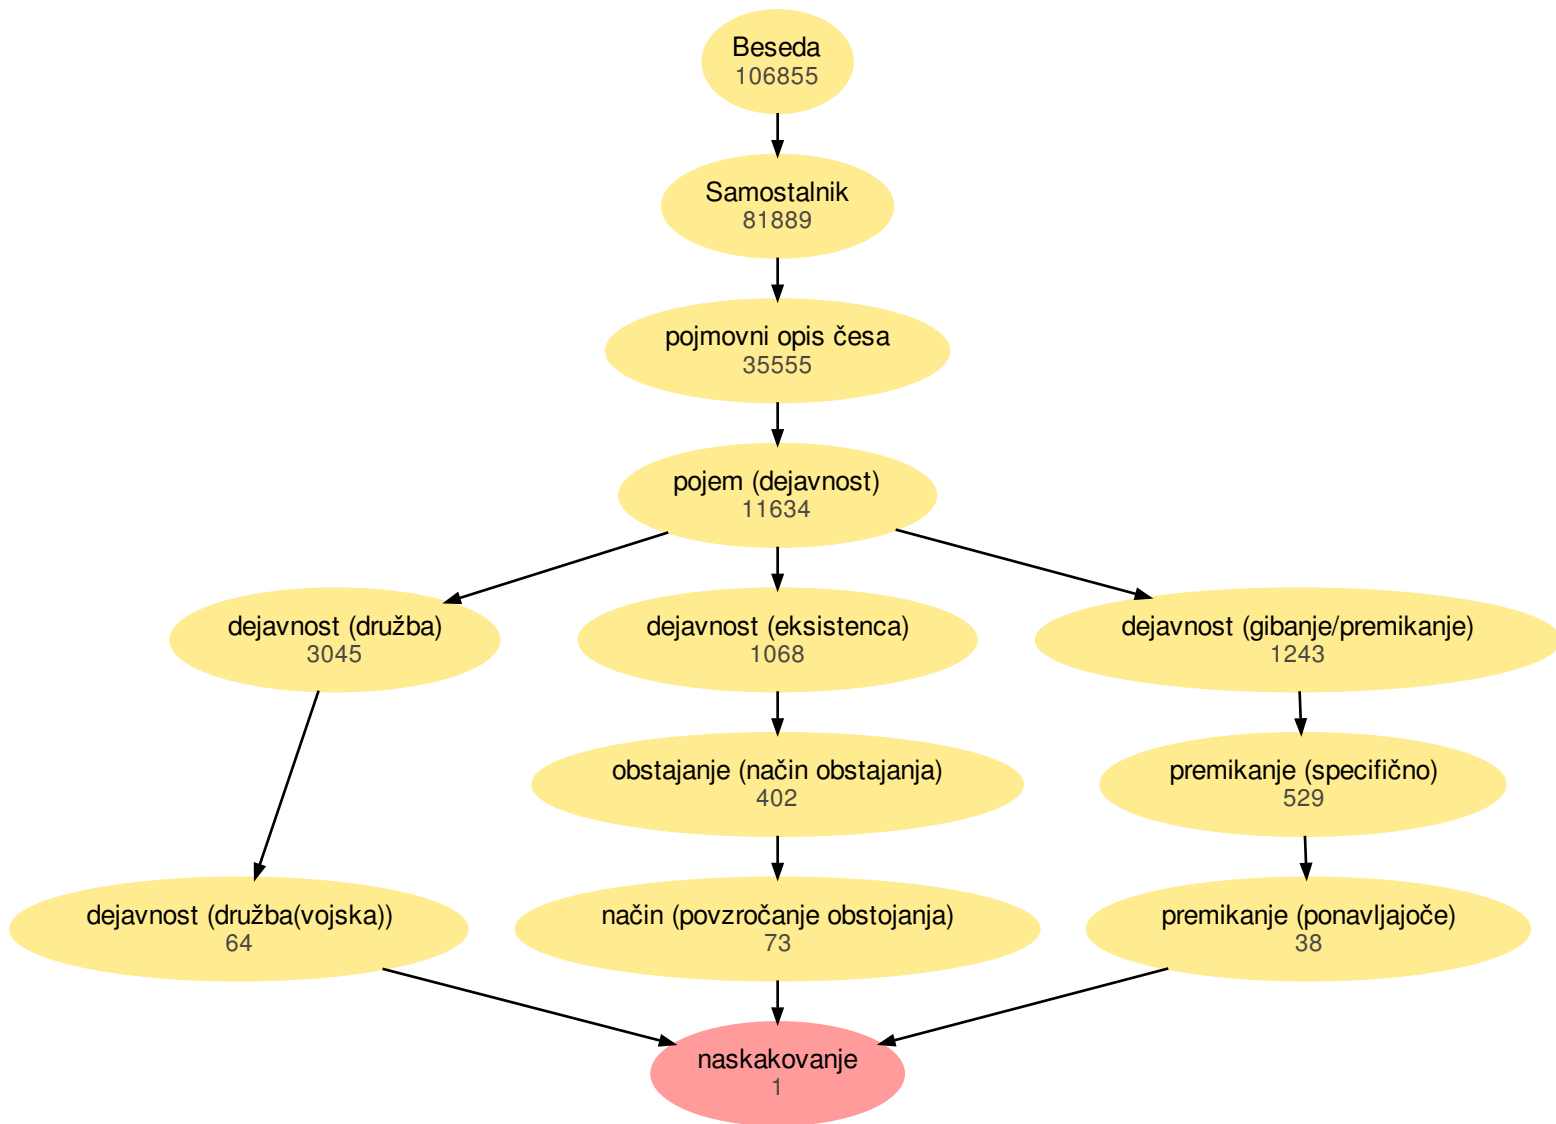 Beseda
106855
Samostalnik
81889
pojmovni opis česa
35555
pojem (dejavnost)
11634
dejavnost (družba)
3045
dejavnost (eksistenca)
1068
dejavnost (gibanje/premikanje)
1243
obstajanje (način obstajanja)
402
premikanje (specifično)
529
dejavnost (družba(vojska))
64
način (povzročanje obstojanja)
73
premikanje (ponavljajoče)
38
naskakovanje
1